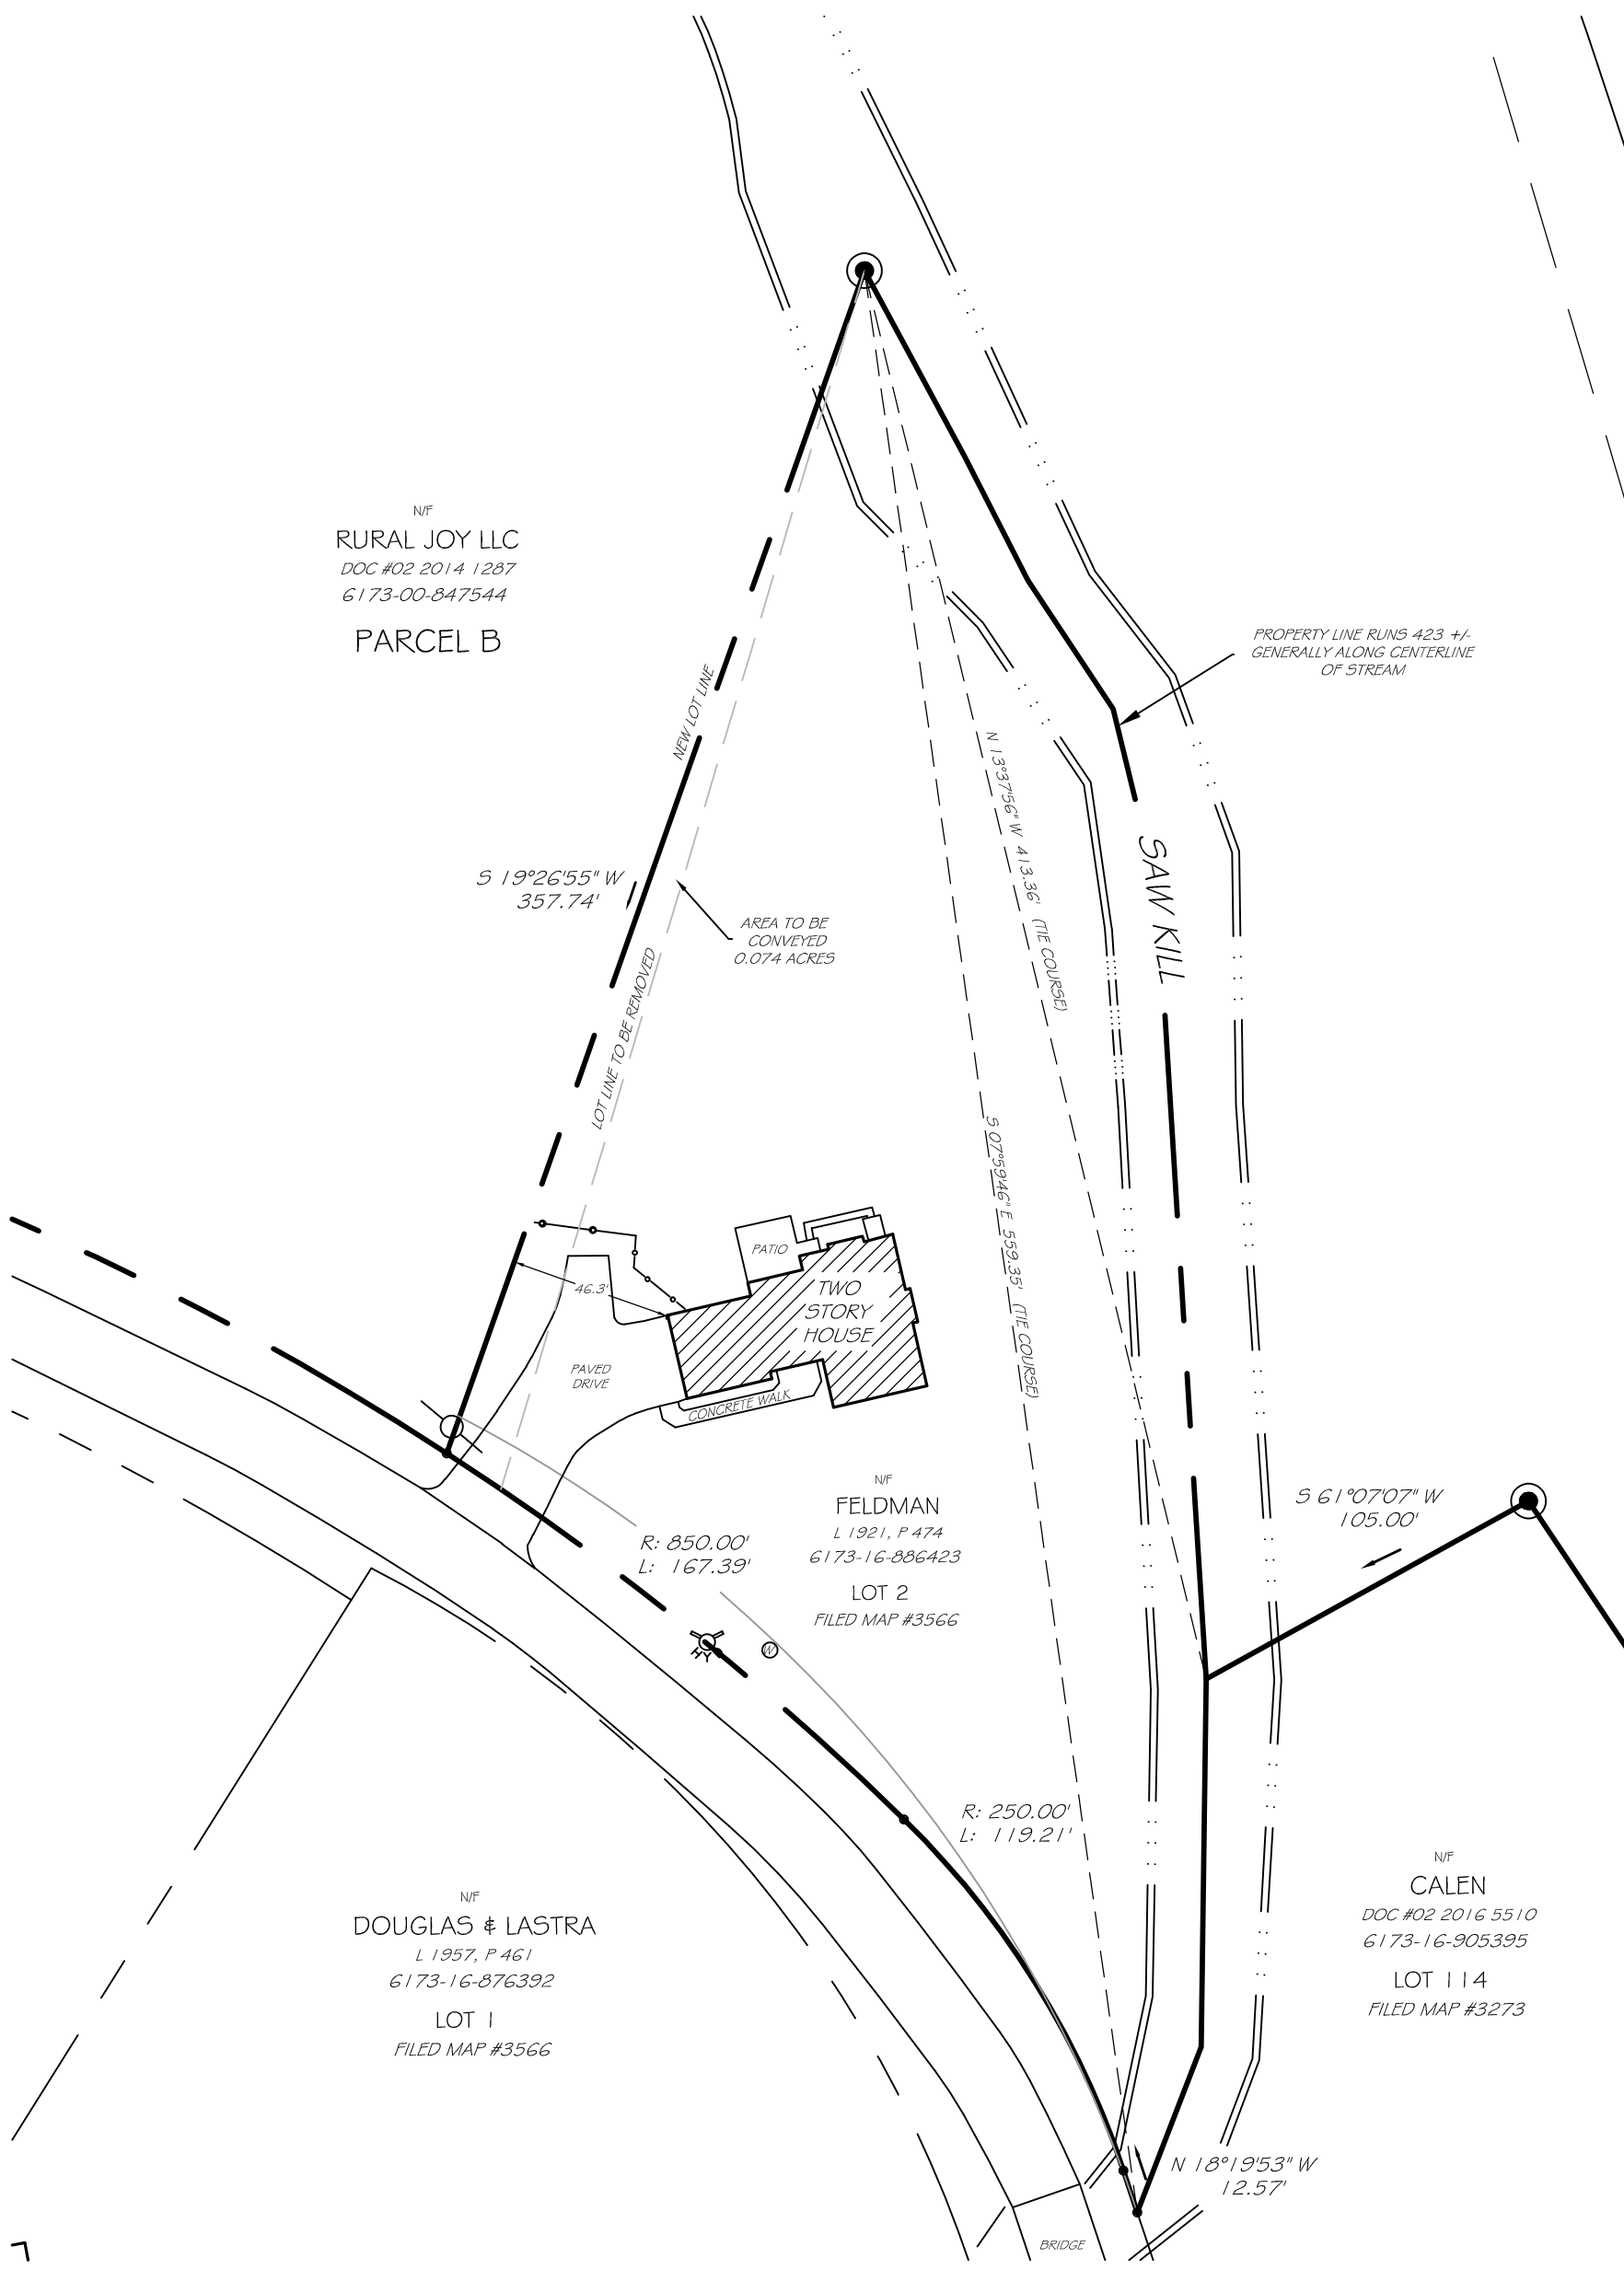 N/F
RURAL JOY LLC
DOC #02 2014 1287
6173-00-847544
PARCEL B
PROPERTY LINE RUNS 423 +/-
GENERALLY ALONG CENTERLINE
OF STREAM
NEW LOT LINE
N 13°37'56" W 413.36' (TIE COURSE)
SAW KILL
S 19°26'55" W
357.74'
AREA TO BE
CONVEYED
0.074 ACRES
LOT LINE TO BE REMOVED
S 07°59'46" E 559.35' (TIE COURSE)
PATIO
46.3'
TWO
STORY
HOUSE
PAVED
DRIVE
CONCRETE WALK
N/F
FELDMAN
L 1921, P 474
6173-16-886423
LOT 2
FILED MAP #3566
S 61°07'07" W
105.00'
R: 850.00'
L: 167.39'
HY
W
R: 250.00'
L: 119.21'
N/F
DOUGLAS & LASTRA
L 1957, P 461
6173-16-876392
LOT 1
FILED MAP #3566
N/F
CALEN
DOC #02 2016 5510
6173-16-905395
LOT 114
FILED MAP #3273
N 18°19'53" W
12.57'
BRIDGE